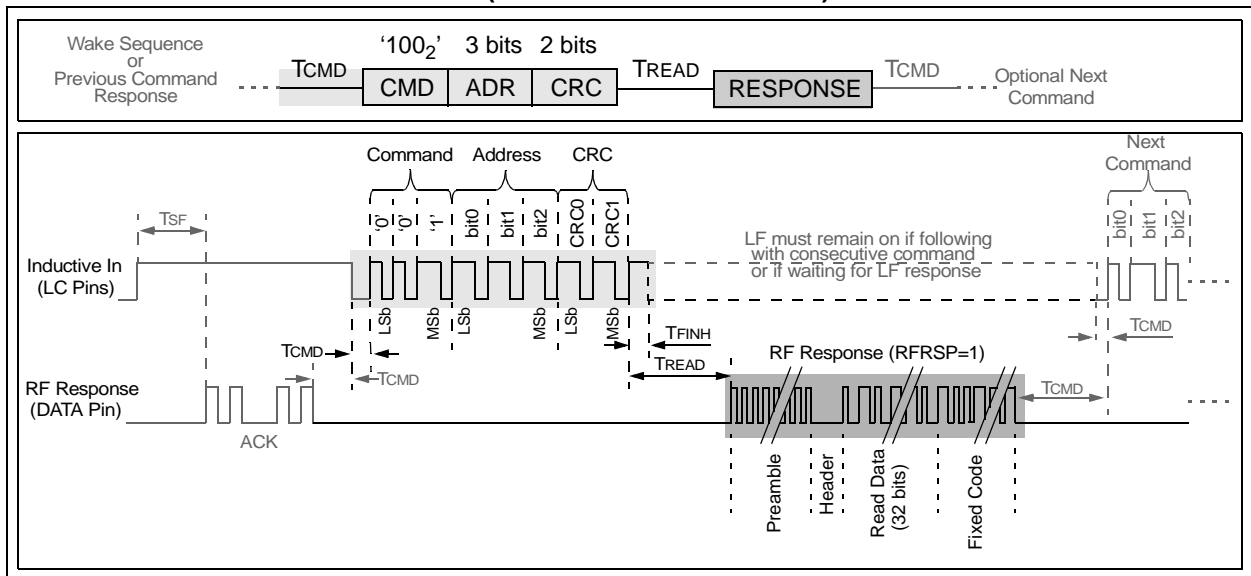 Wake Sequence
or
Previous Command
Response
TCMD
‘100₂’ 3 bits 2 bits
CMD ADR CRC
TREAD
RESPONSE
TCMD
Optional Next
Command
Command Address CRC
Next
Command
TSF
‘0’ ‘0’ ‘1’ bit0 bit1 bit2 CRC0 CRC1
bit0 bit1 bit2
LF must remain on if following
with consecutive command
or if waiting for LF response
Inductive In
(LC Pins)
LSb MSb LSb MSb LSb MSb
TFINH
TCMD
TCMD
TREAD
TCMD
RF Response (RFRSP=1)
RF Response
(DATA Pin)
TCMD
ACK
Preamble
Header
Read Data
(32 bits)
Fixed Code